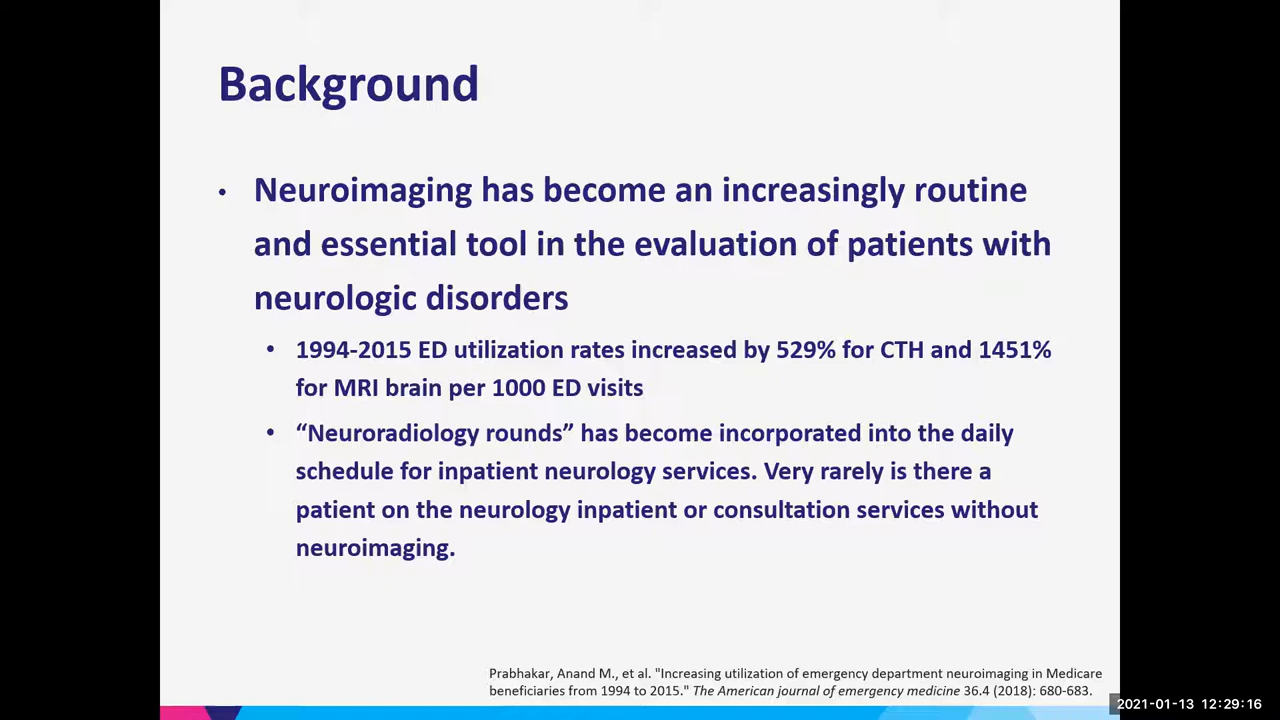 Background
• Neuroimaging has become an increasingly routine
and essential tool in the evaluation of patients with
neurologic disorders
• 1994-2015 ED utilization rates increased by 529% for CTH and 1451%
for MRI brain per 1000 ED visits
• “Neuroradiology rounds” has become incorporated into the daily
schedule for inpatient neurology services. Very rarely is there a
patient on the neurology inpatient or consultation services without
neuroimaging.
Prabhakar, Anand M., et al. "Increasing utilization of emergency department neuroimaging in Medicare
beneficiaries from 1994 to 2015." The American journal of emergency medicine 36.4 (2018): 680-683.
2021-01-13 12:29:16